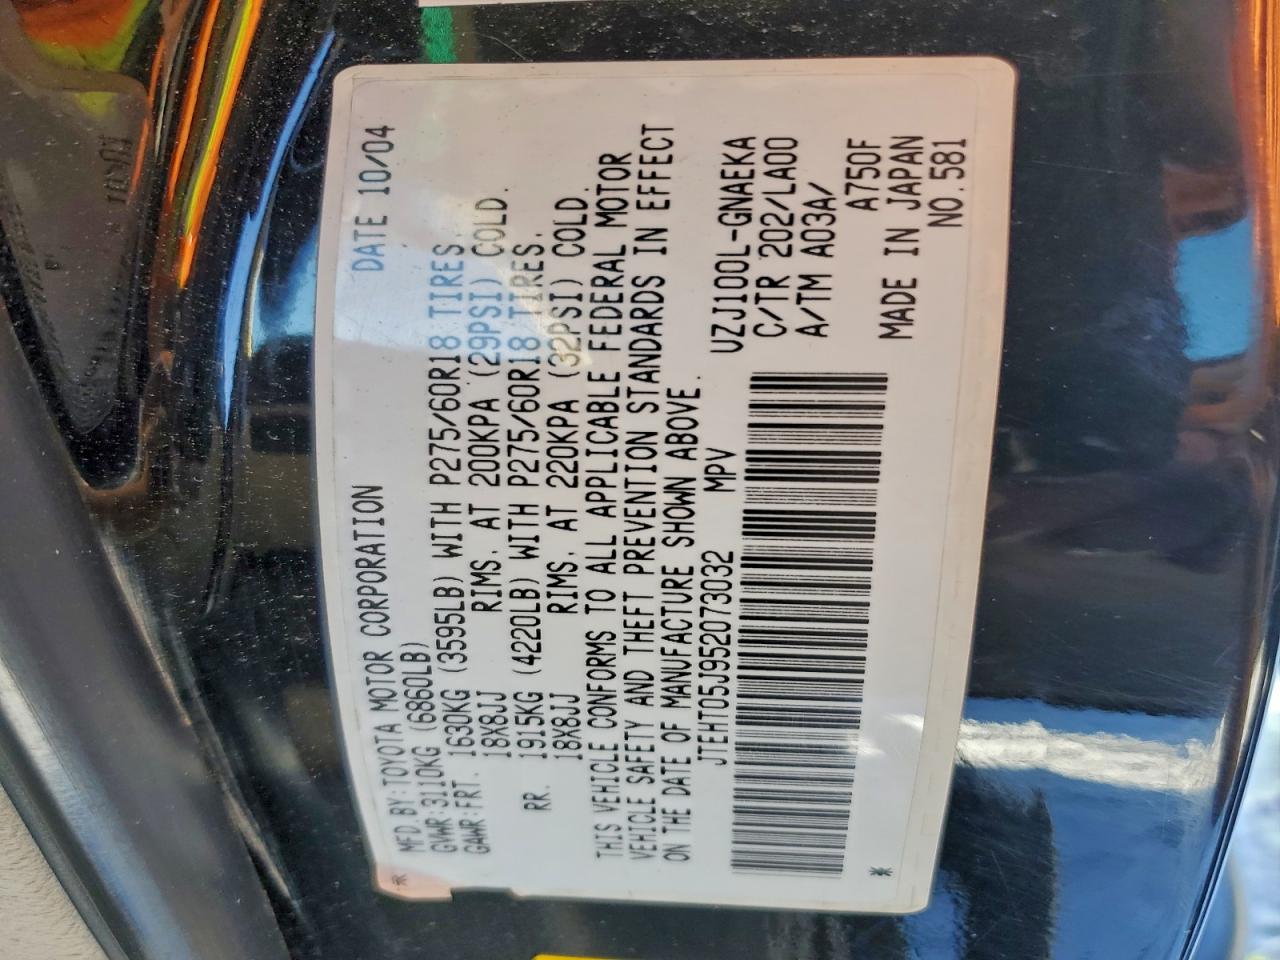 MFD BY:TOYOTA MOTOR CORPORATION DATE 10/04
GVWR:3110KG (6860LB)
GAWR:FRT. 1630KG (3595LB) WITH P275/60R18 TIRES,
18X8JJ RIMS, AT 200KPA (29PSI) COLD.
RR. 1915KG (4220LB) WITH P275/60R18 TIRES,
18X8JJ RIMS, AT 220KPA (32PSI) COLD.
THIS VEHICLE CONFORMS TO ALL APPLICABLE FEDERAL MOTOR
VEHICLE SAFETY AND THEFT PREVENTION STANDARDS IN EFFECT
ON THE DATE OF MANUFACTURE SHOWN ABOVE.
JTEHT05J952073032 MPV UZJ100L-GNAEKA
C/TR 202/LA00
A/TM A03A/
A750F
MADE IN JAPAN
NO.581